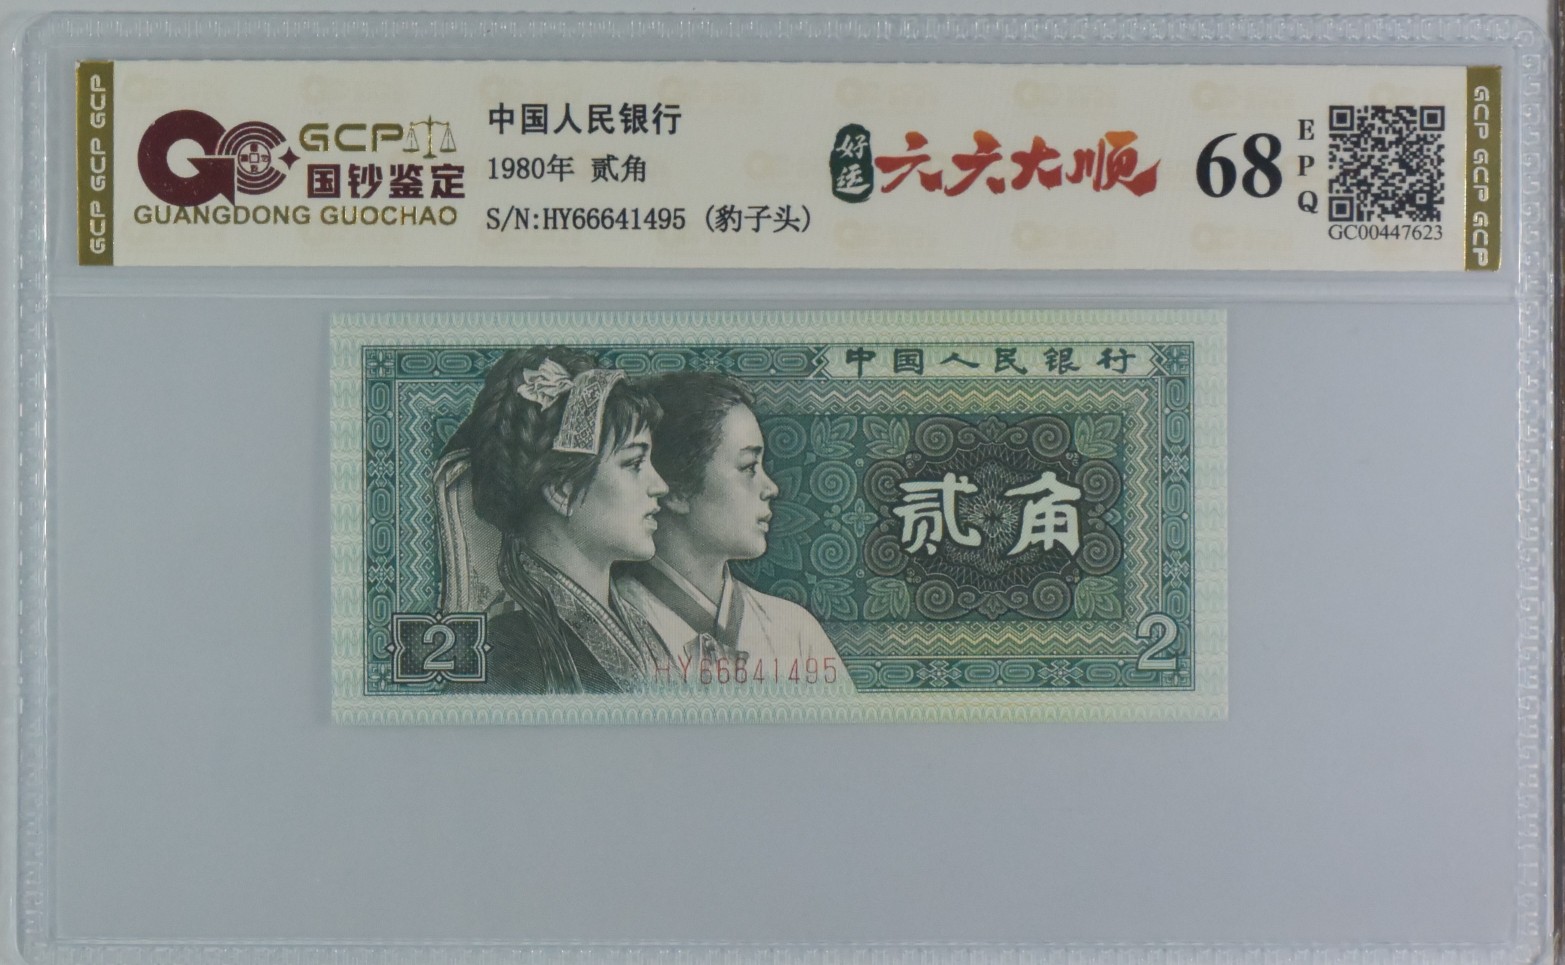 GCP GCP GCP
GCP
国钞鉴定
GUANGDONG GUOCHAO
中国人民银行
1980年 贰角
S/N:HY66641495 (豹子头)
好运
六六大顺
68
EPQ
GC00447623
GCP GCP GCP
中国人民银行
贰角
2
2
HY66641495